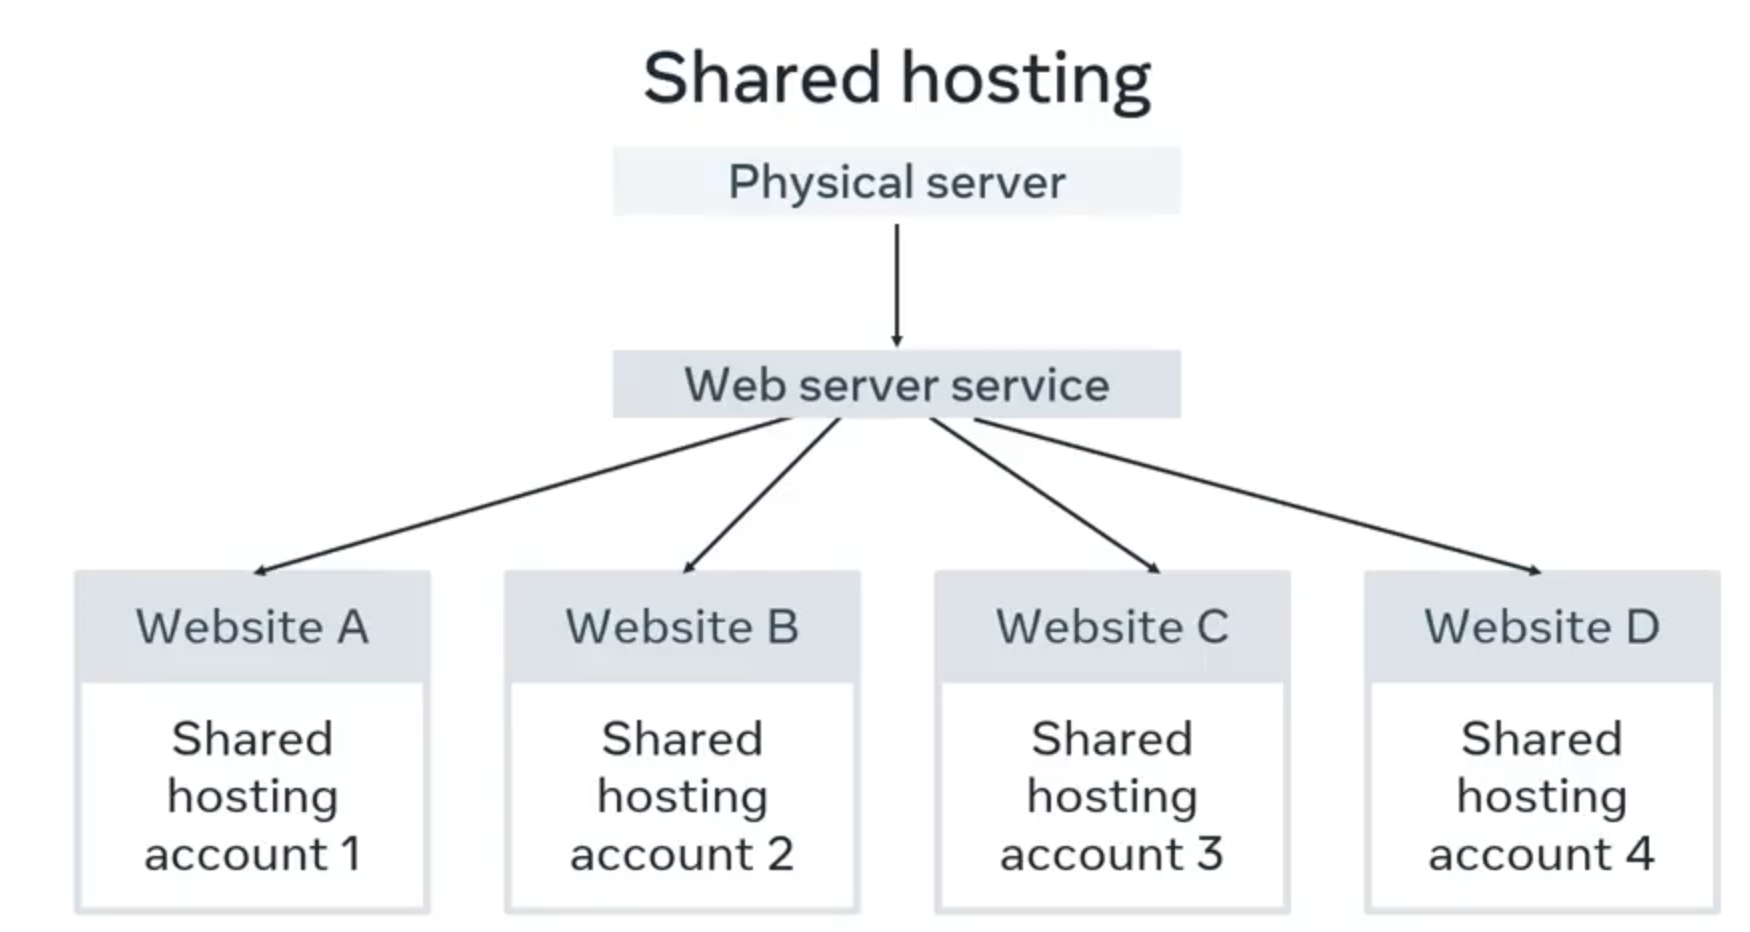 Shared hosting
Physical server
Web server service
Website A
Shared
hosting
account 1
Website B
Shared
hosting
account 2
Website C
Shared
hosting
account 3
Website D
Shared
hosting
account 4